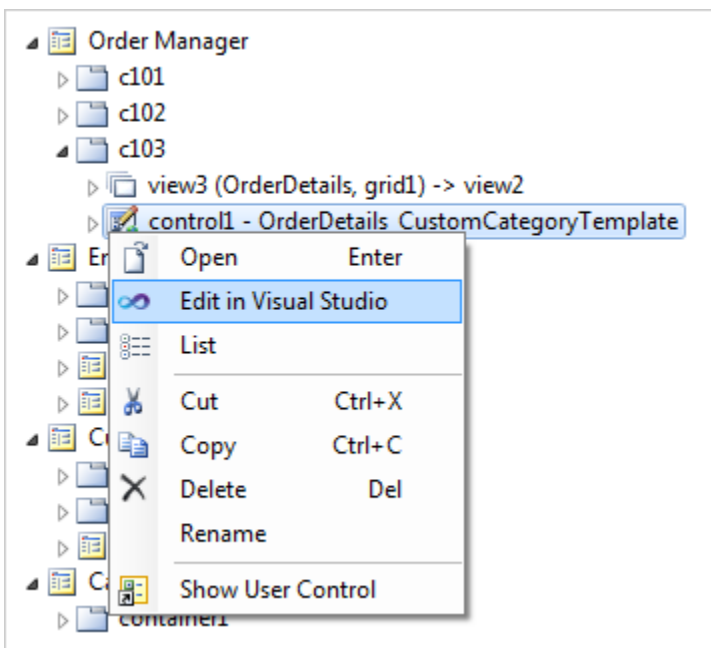 Order Manager
c101
c102
c103
view3 (OrderDetails, grid1) -> view2
control1 - OrderDetails_CustomCategoryTemplate
Open Enter
Edit in Visual Studio
List
Cut Ctrl+X
Copy Ctrl+C
Delete Del
Rename
Show User Control
container1